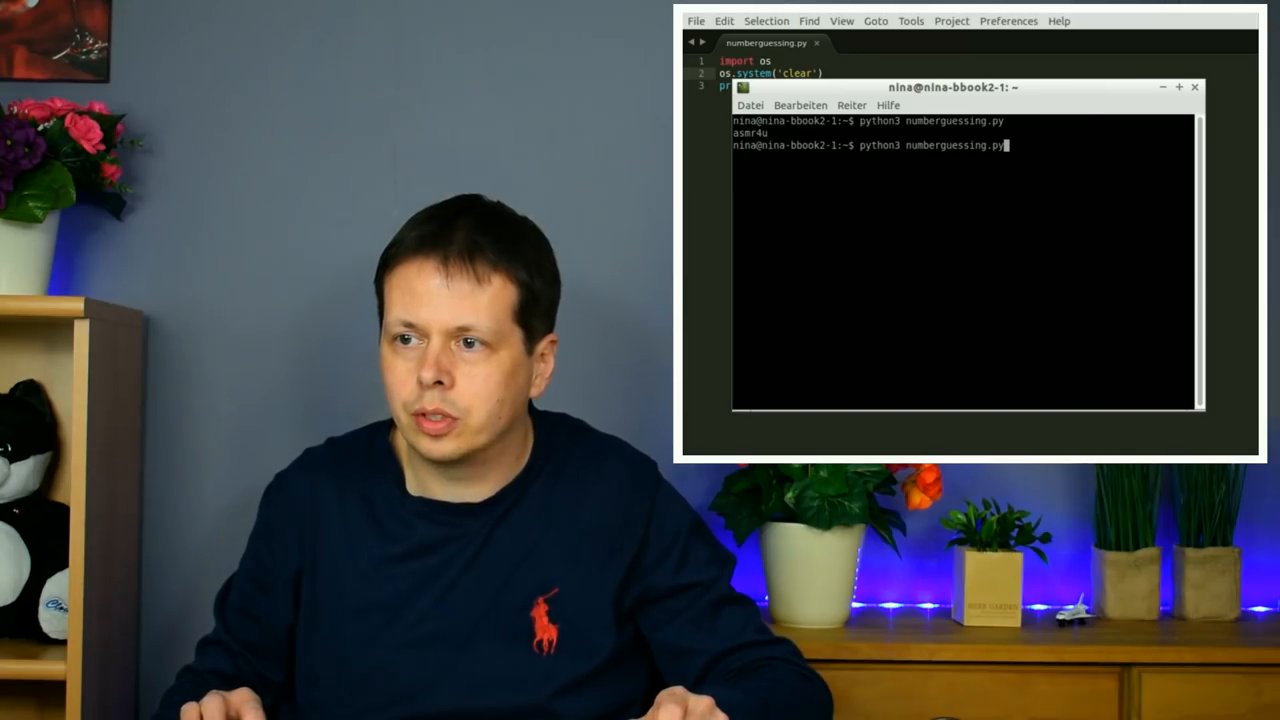 File Edit Selection Find View Goto Tools Project Preferences Help
numberguessing.py
1 import os
2 os.system('clear')
3 pr
nina@nina-bbook2-1: ~
Datei Bearbeiten Reiter Hilfe
nina@nina-bbook2-1:~$ python3 numberguessing.py
asmr4u
nina@nina-bbook2-1:~$ python3 numberguessing.py
HERB GARDEN